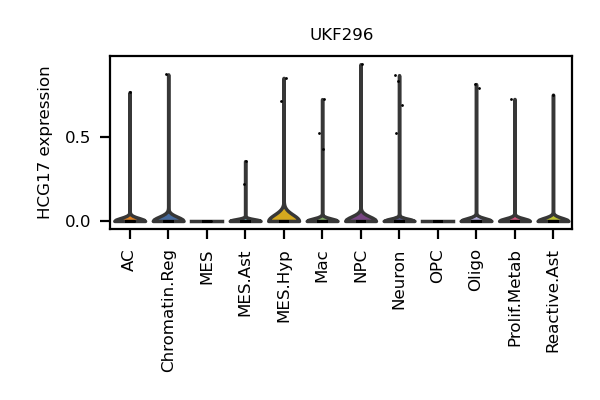 UKF296
HCG17 expression
0.5
0.0
AC
Chromatin.Reg
MES
MES.Ast
MES.Hyp
Mac
NPC
Neuron
OPC
Oligo
Prolif.Metab
Reactive.Ast